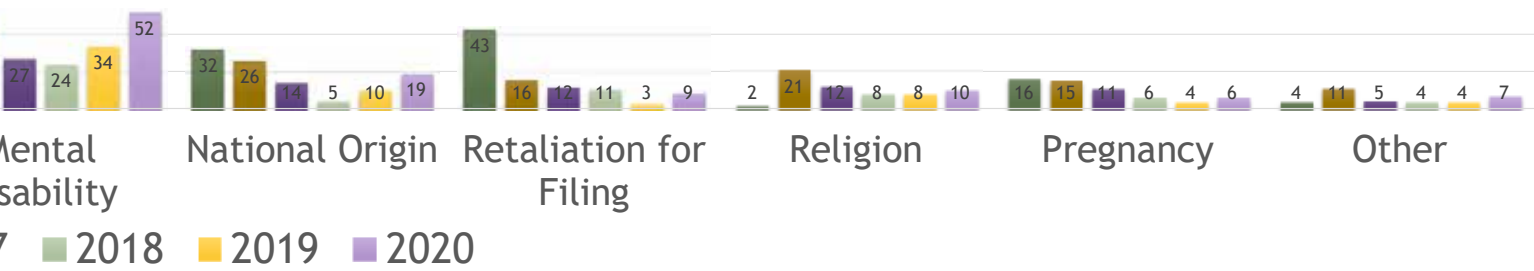 27 24 34 52 32 26 14 5 10 19 43 16 12 11 3 9 2 21 12 8 8 10 16 15 11 6 4 6 4 11 5 4 4 7
Mental National Origin Retaliation for Religion Pregnancy Other
sability Filing
7 2018 2019 2020